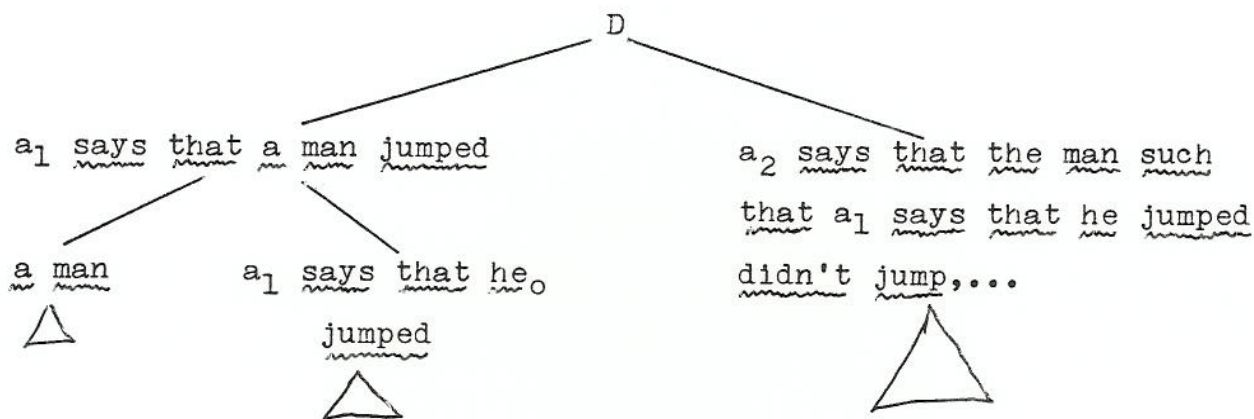 D
a₁ says that a man jumped
a₂ says that the man such
that a₁ says that he jumped
didn't jump,...
a man
a₁ says that he₀
jumped